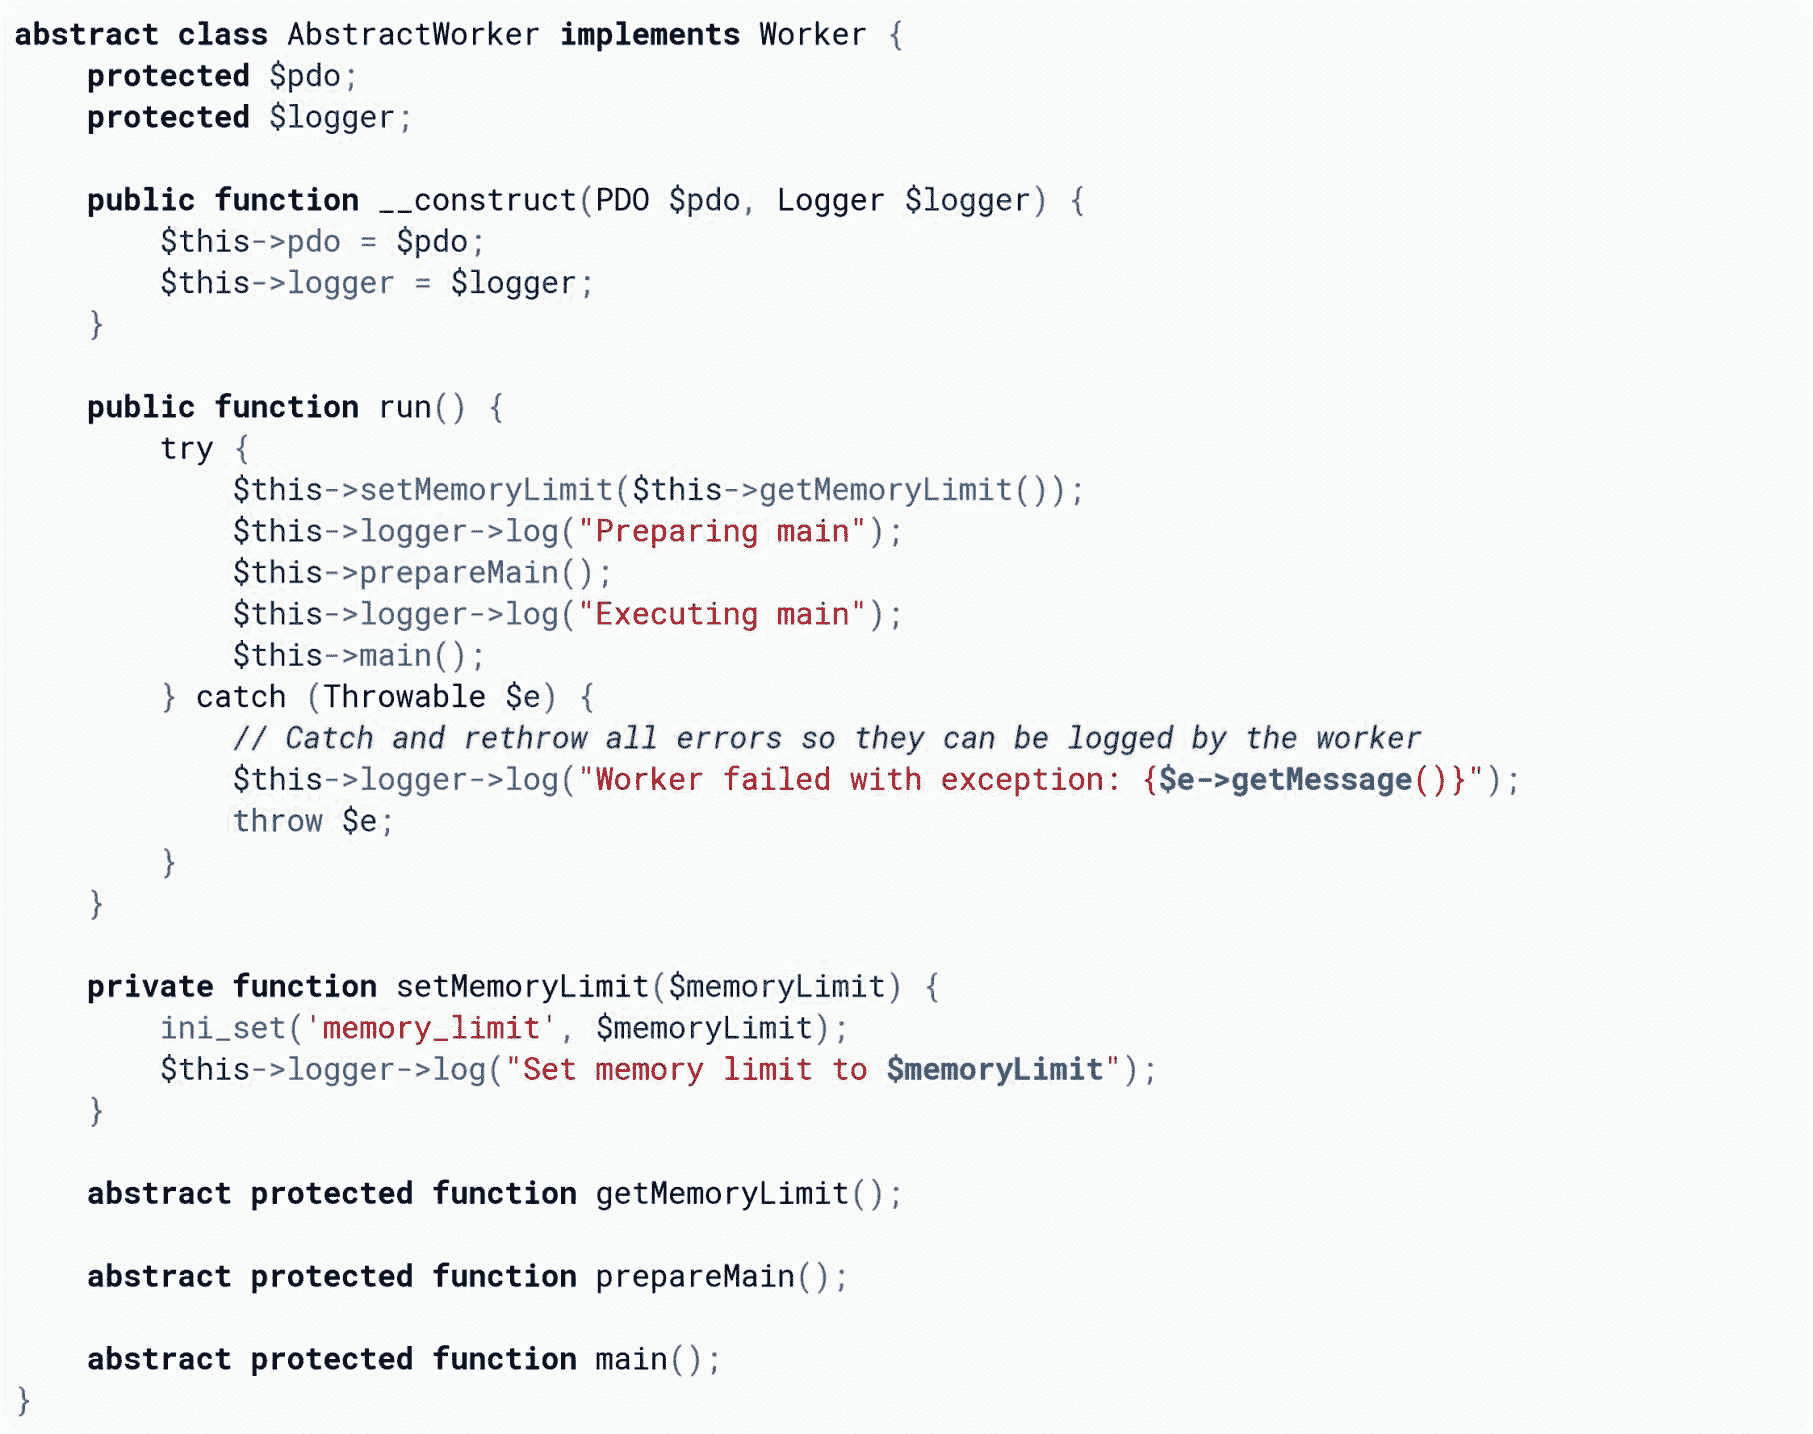 abstract class AbstractWorker implements Worker {
    protected $pdo;
    protected $logger;

    public function __construct(PDO $pdo, Logger $logger) {
        $this->pdo = $pdo;
        $this->logger = $logger;
    }

    public function run() {
        try {
            $this->setMemoryLimit($this->getMemoryLimit());
            $this->logger->log("Preparing main");
            $this->prepareMain();
            $this->logger->log("Executing main");
            $this->main();
        } catch (Throwable $e) {
            // Catch and rethrow all errors so they can be logged by the worker
            $this->logger->log("Worker failed with exception: {$e->getMessage()}");
            throw $e;
        }
    }

    private function setMemoryLimit($memoryLimit) {
        ini_set('memory_limit', $memoryLimit);
        $this->logger->log("Set memory limit to $memoryLimit");
    }

    abstract protected function getMemoryLimit();

    abstract protected function prepareMain();

    abstract protected function main();
}